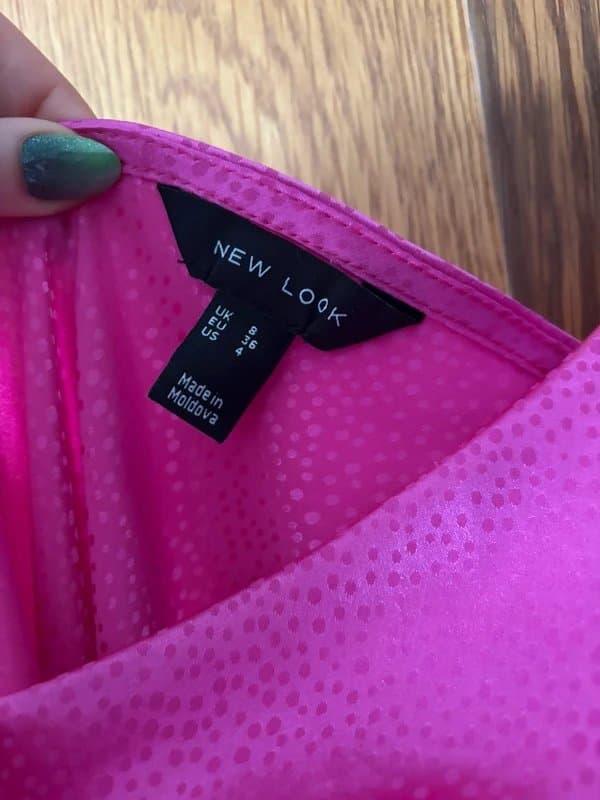 NEW LOOK
UK 8
EU 36
US 4
Made in
Moldova